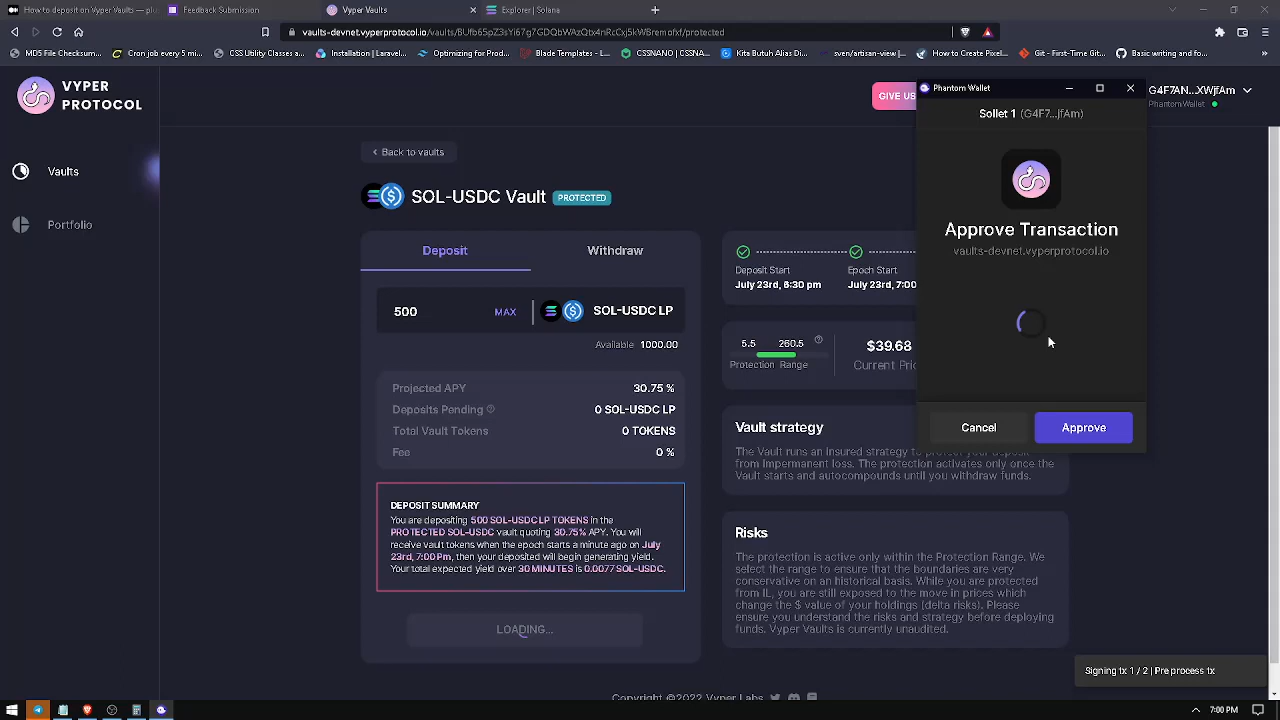 How to deposit on Vyper Vaults — plu
Feedback Submission
Vyper Vaults
Explorer | Solana
vaults-devnet.vyperprotocol.io/vaults/
/protected
MD5 File Checksum...
Cron job every 5 mi...
CSS Utility Classes...
Installation | Larave...
Optimizing for Prod...
Blade Templates - L...
CSSNANO | CSSNA...
Kite Butuh Alias Do...
sven/artisan-view |...
How to Create Pixel...
Git - First-Time Git...
Basic writing and fo...
VYPER
PROTOCOL
Vaults
Portfolio
GIVE US
G4F7AN...XWjfAm
Phantom Wallet
Back to vaults
SOL-USDC Vault
PROTECTED
Deposit
Withdraw
500
MAX
SOL-USDC LP
Available 1000.00
Projected APY
30.75 %
Deposits Pending
0 SOL-USDC LP
Total Vault Tokens
0 TOKENS
Fee
0 %
DEPOSIT SUMMARY
You are depositing 500 SOL-USDC LP TOKENS in the
PROTECTED SOL-USDC vault quoting 30.75% APY. You will
receive vault tokens when the epoch starts a minute ago on July
23rd, 7:00 Pm, then your deposited will begin generating yield.
Your total expected yield over 30 MINUTES is 0.0077 SOL-USDC.
LOADING...
Deposit Start
July 23rd, 6:30 pm
Epoch Start
July 23rd, 7:00
5.5
260.5
Protection Range
$39.68
Current Pric
Vault strategy
The Vault runs an insured strategy to protect your deposit
from Impermanent loss. The protection activates only once the
Vault starts and autocompounds until you withdraw funds.
Risks
The protection is active only within the Protection Range. We
select the range to ensure that the boundaries are very
conservative on an historical basis. While you are protected
from IL, you are still exposed to the move in prices which
change the $ value of your holdings (delta risks). Please
ensure you understand the risks and strategy before deploying
funds. Vyper Vaults is currently unaudited.
Phantom Wallet
Sollet 1 (G4F7...jfAm)
Approve Transaction
vaults-devnet.vyperprotocol.io
Cancel
Approve
Signing tx 1 / 2 | Preprocess tx
Copyright ©2022 Vyper Labs
7:00 PM